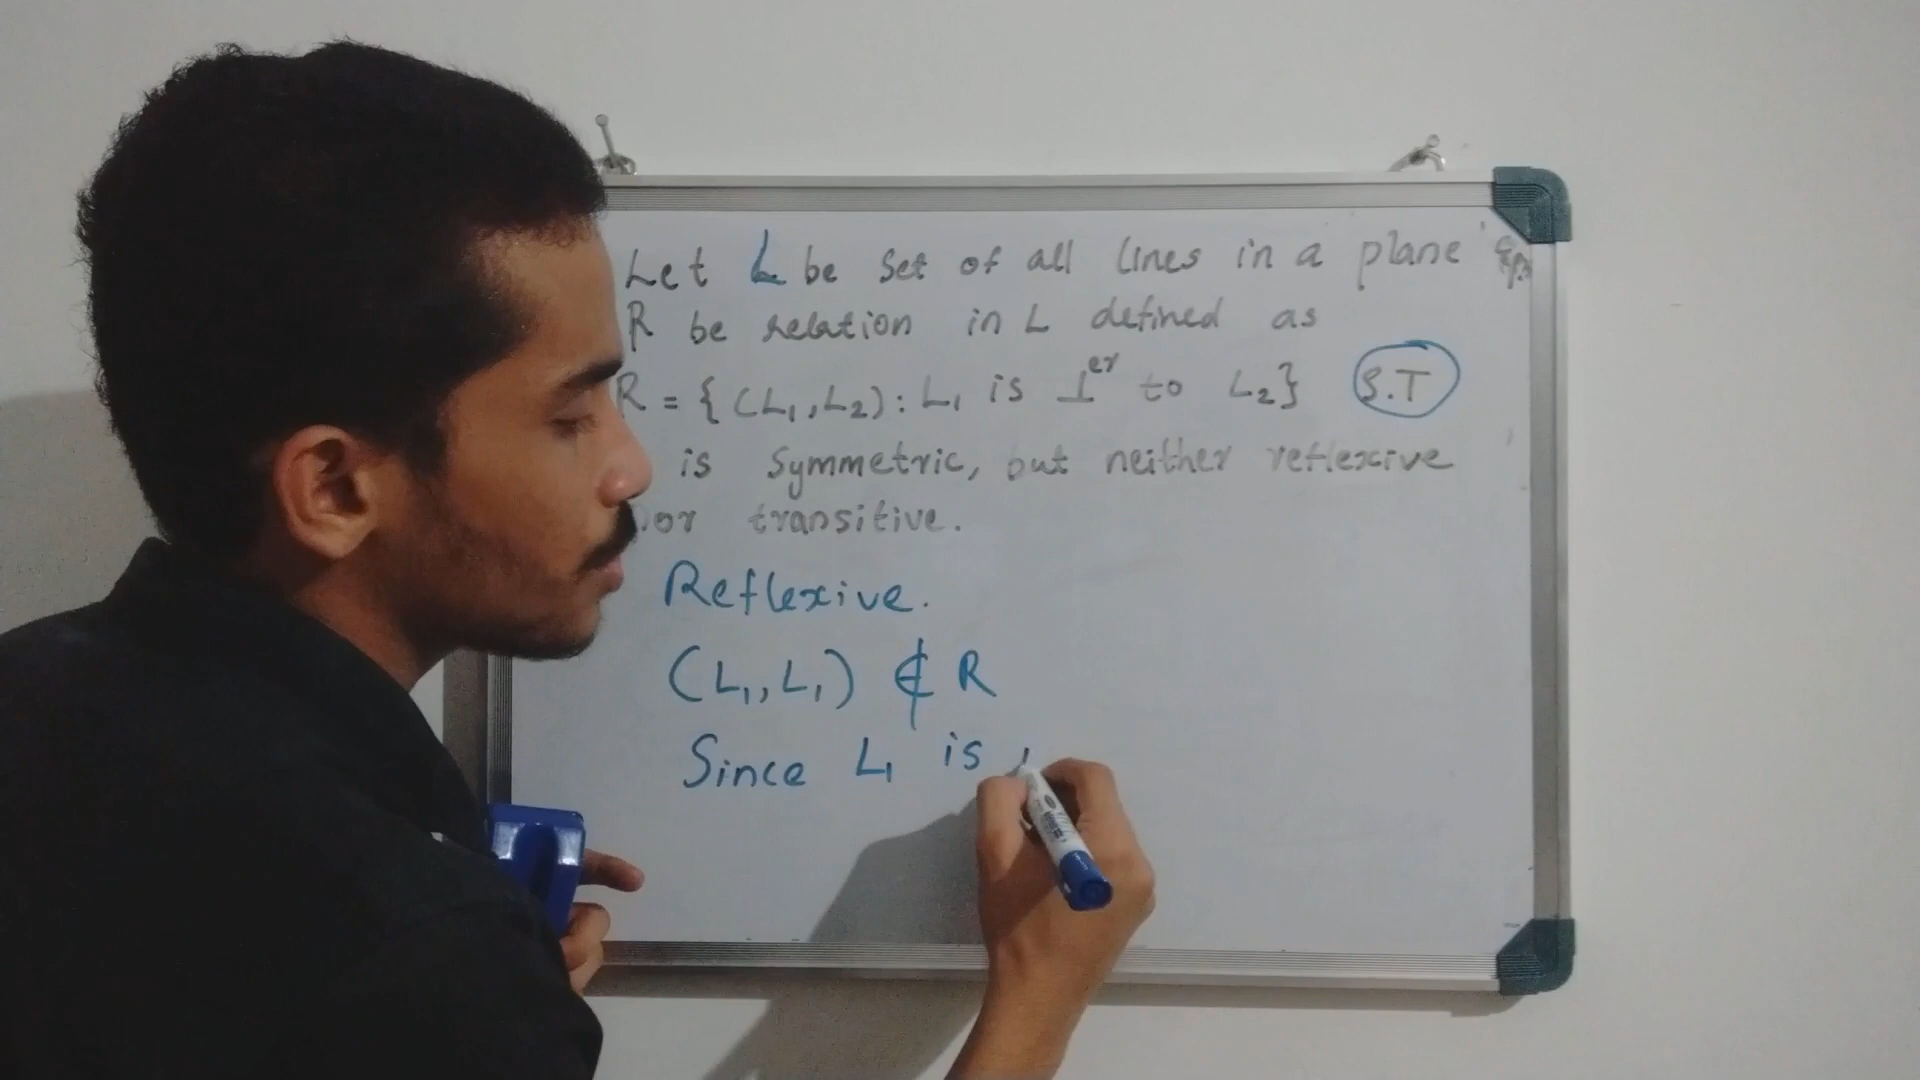 Let L be Set of all lines in a plane &
R be relation in L defined as
R = { (L₁, L₂) : L₁ is ⊥er to L₂} S.T
is Symmetric, but neither reflexive
or transitive.
Reflexive.
(L₁, L₁) ∉ R
Since L₁ is